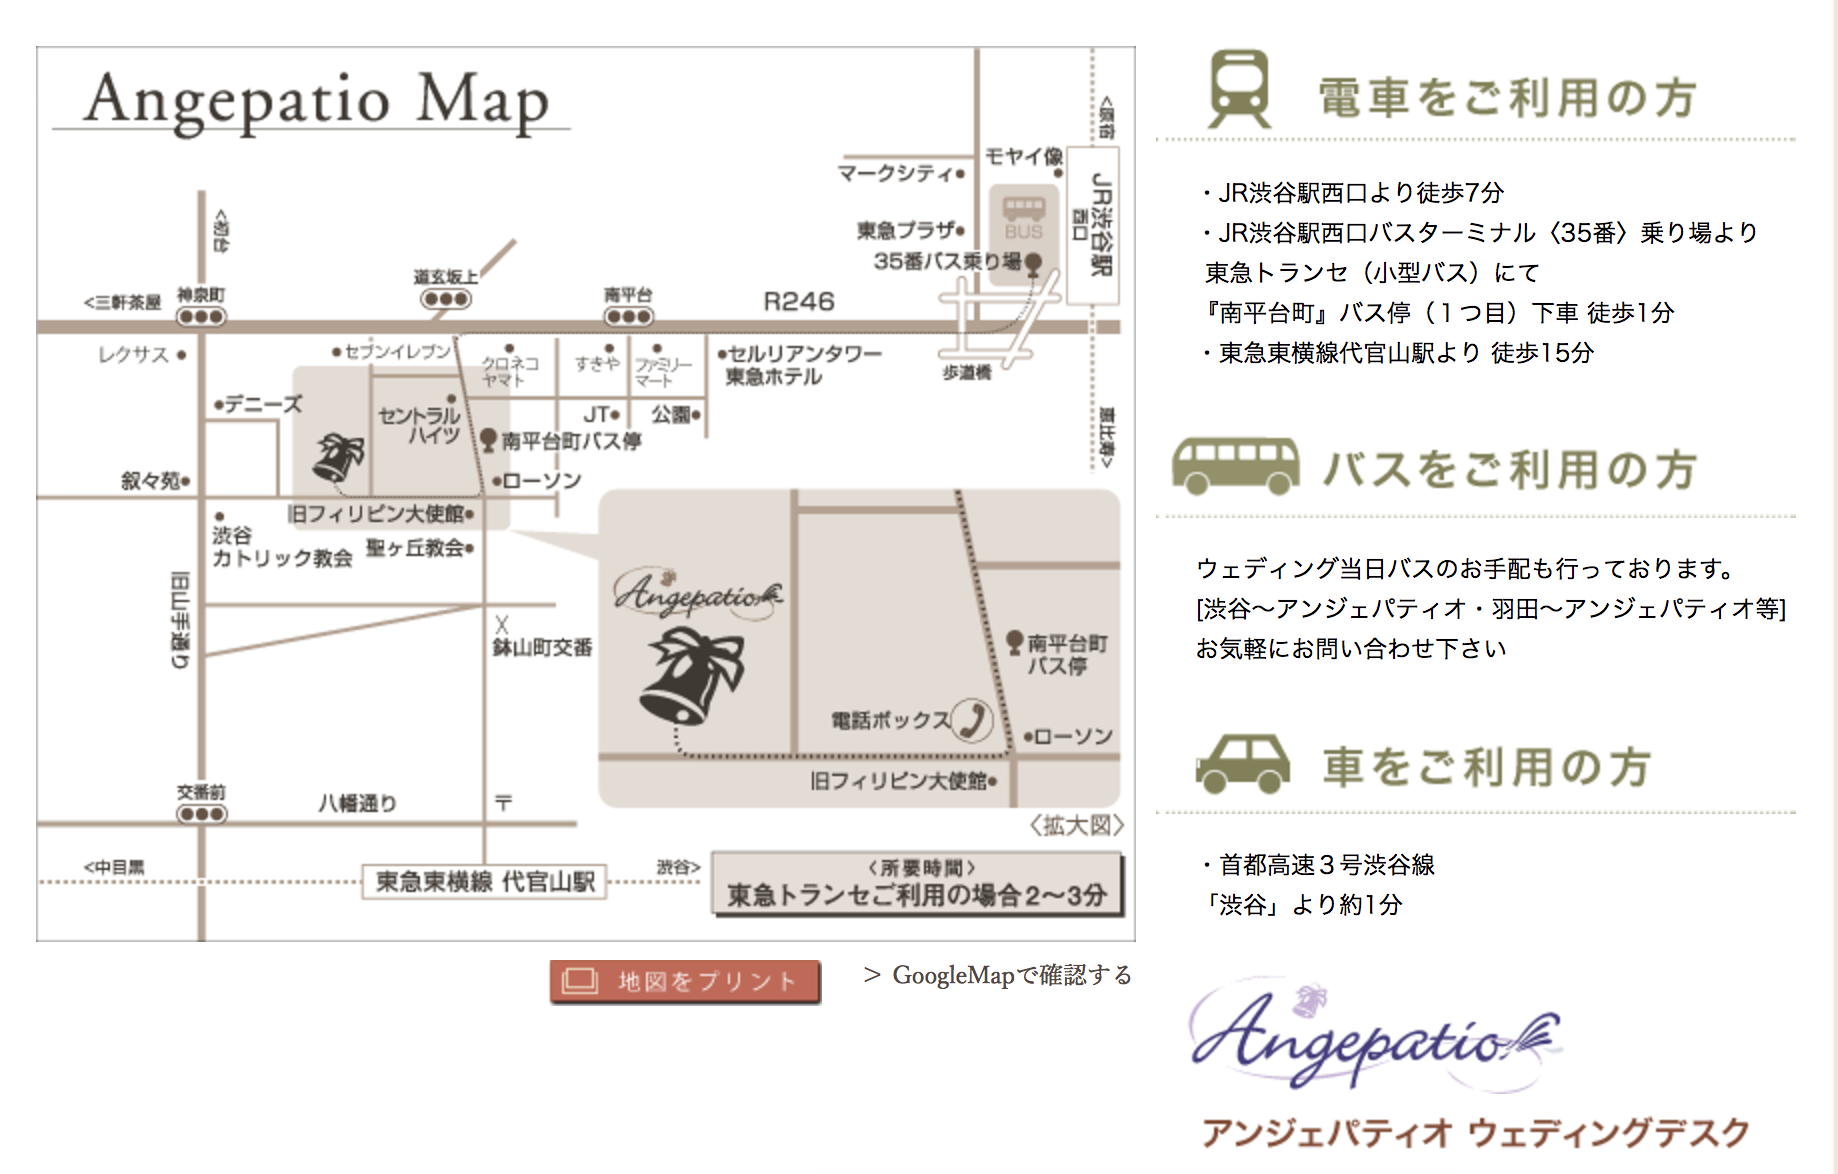 Angepatio Map
<原宿
モヤイ像
マークシティ
JR渋谷駅
西口
BUS
東急プラザ
35番バス乗り場
<初台
道玄坂上
<三軒茶屋
神泉町
南平台
R246
レクサス
セブンイレブン
クロネコ
ヤマト
すきや
ファミリー
マート
セルリアンタワー
東急ホテル
歩道橋
デニーズ
セントラル
ハイツ
JT
公園
恵比寿>
南平台町バス停
叙々苑
ローソン
旧フィリピン大使館
渋谷
カトリック教会
聖ヶ丘教会
旧山手通り
X
鉢山町交番
Angepatio
南平台町
バス停
電話ボックス
ローソン
旧フィリピン大使館
〈拡大図〉
交番前
八幡通り
〒
<中目黒
東急東横線 代官山駅
渋谷>
〈所要時間〉
東急トランセご利用の場合2〜3分
地図をプリント
＞ GoogleMapで確認する
電車をご利用の方
・JR渋谷駅西口より徒歩7分
・JR渋谷駅西口バスターミナル〈35番〉乗り場より
東急トランセ（小型バス）にて
『南平台町』バス停（１つ目）下車 徒歩1分
・東急東横線代官山駅より 徒歩15分
バスをご利用の方
ウェディング当日バスのお手配も行っております。
[渋谷〜アンジェパティオ・羽田〜アンジェパティオ等]
お気軽にお問い合わせ下さい
車をご利用の方
・首都高速３号渋谷線
「渋谷」より約1分
Angepatio
アンジェパティオ ウェディングデスク